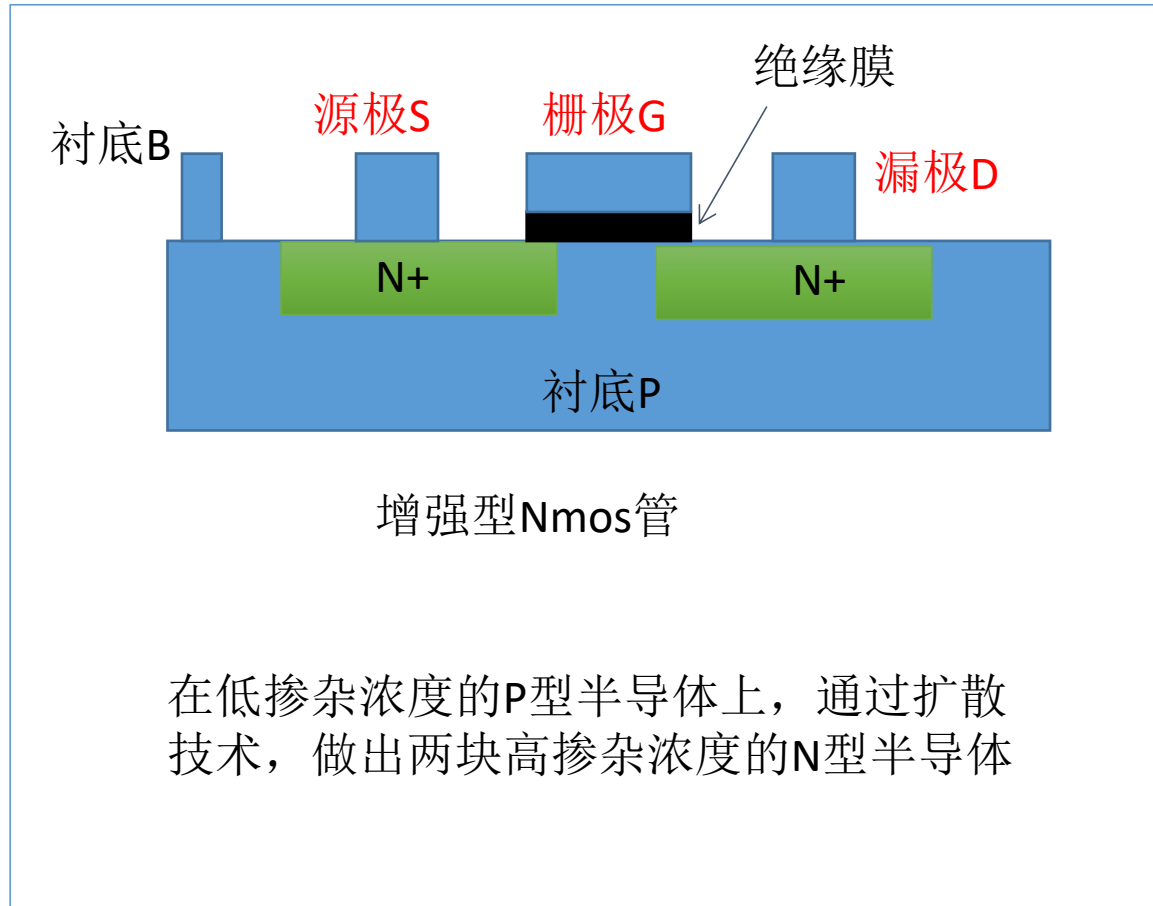 绝缘膜
源极S
栅极G
衬底B
漏极D
N+
N+
衬底P
增强型Nmos管
在低掺杂浓度的P型半导体上，通过扩散
技术，做出两块高掺杂浓度的N型半导体